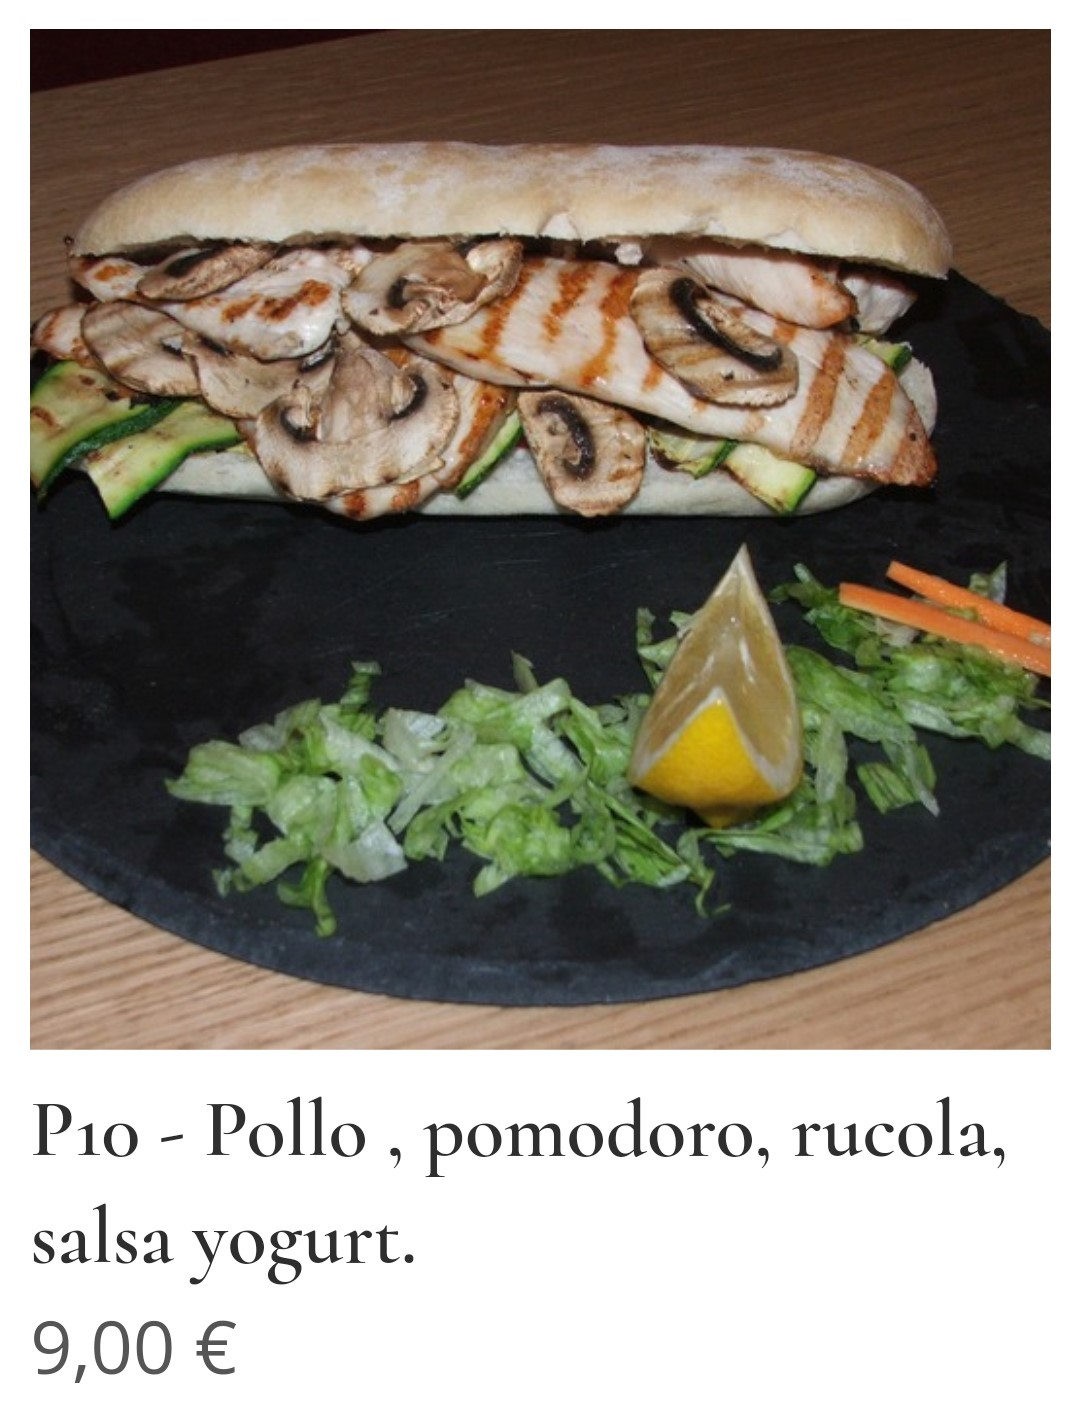 P10 - Pollo , pomodoro, rucola,
salsa yogurt.
9,00 €